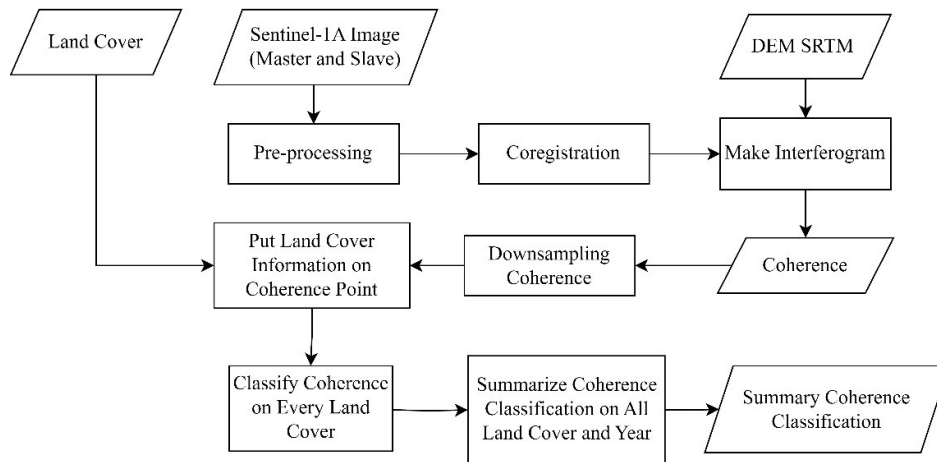 Land Cover
Sentinel-1A Image
(Master and Slave)
DEM SRTM
Pre-processing
Coregistration
Make Interferogram
Put Land Cover
Information on
Coherence Point
Downsampling
Coherence
Coherence
Classify Coherence
on Every Land
Cover
Summarize Coherence
Classification on All
Land Cover and Year
Summary Coherence
Classification